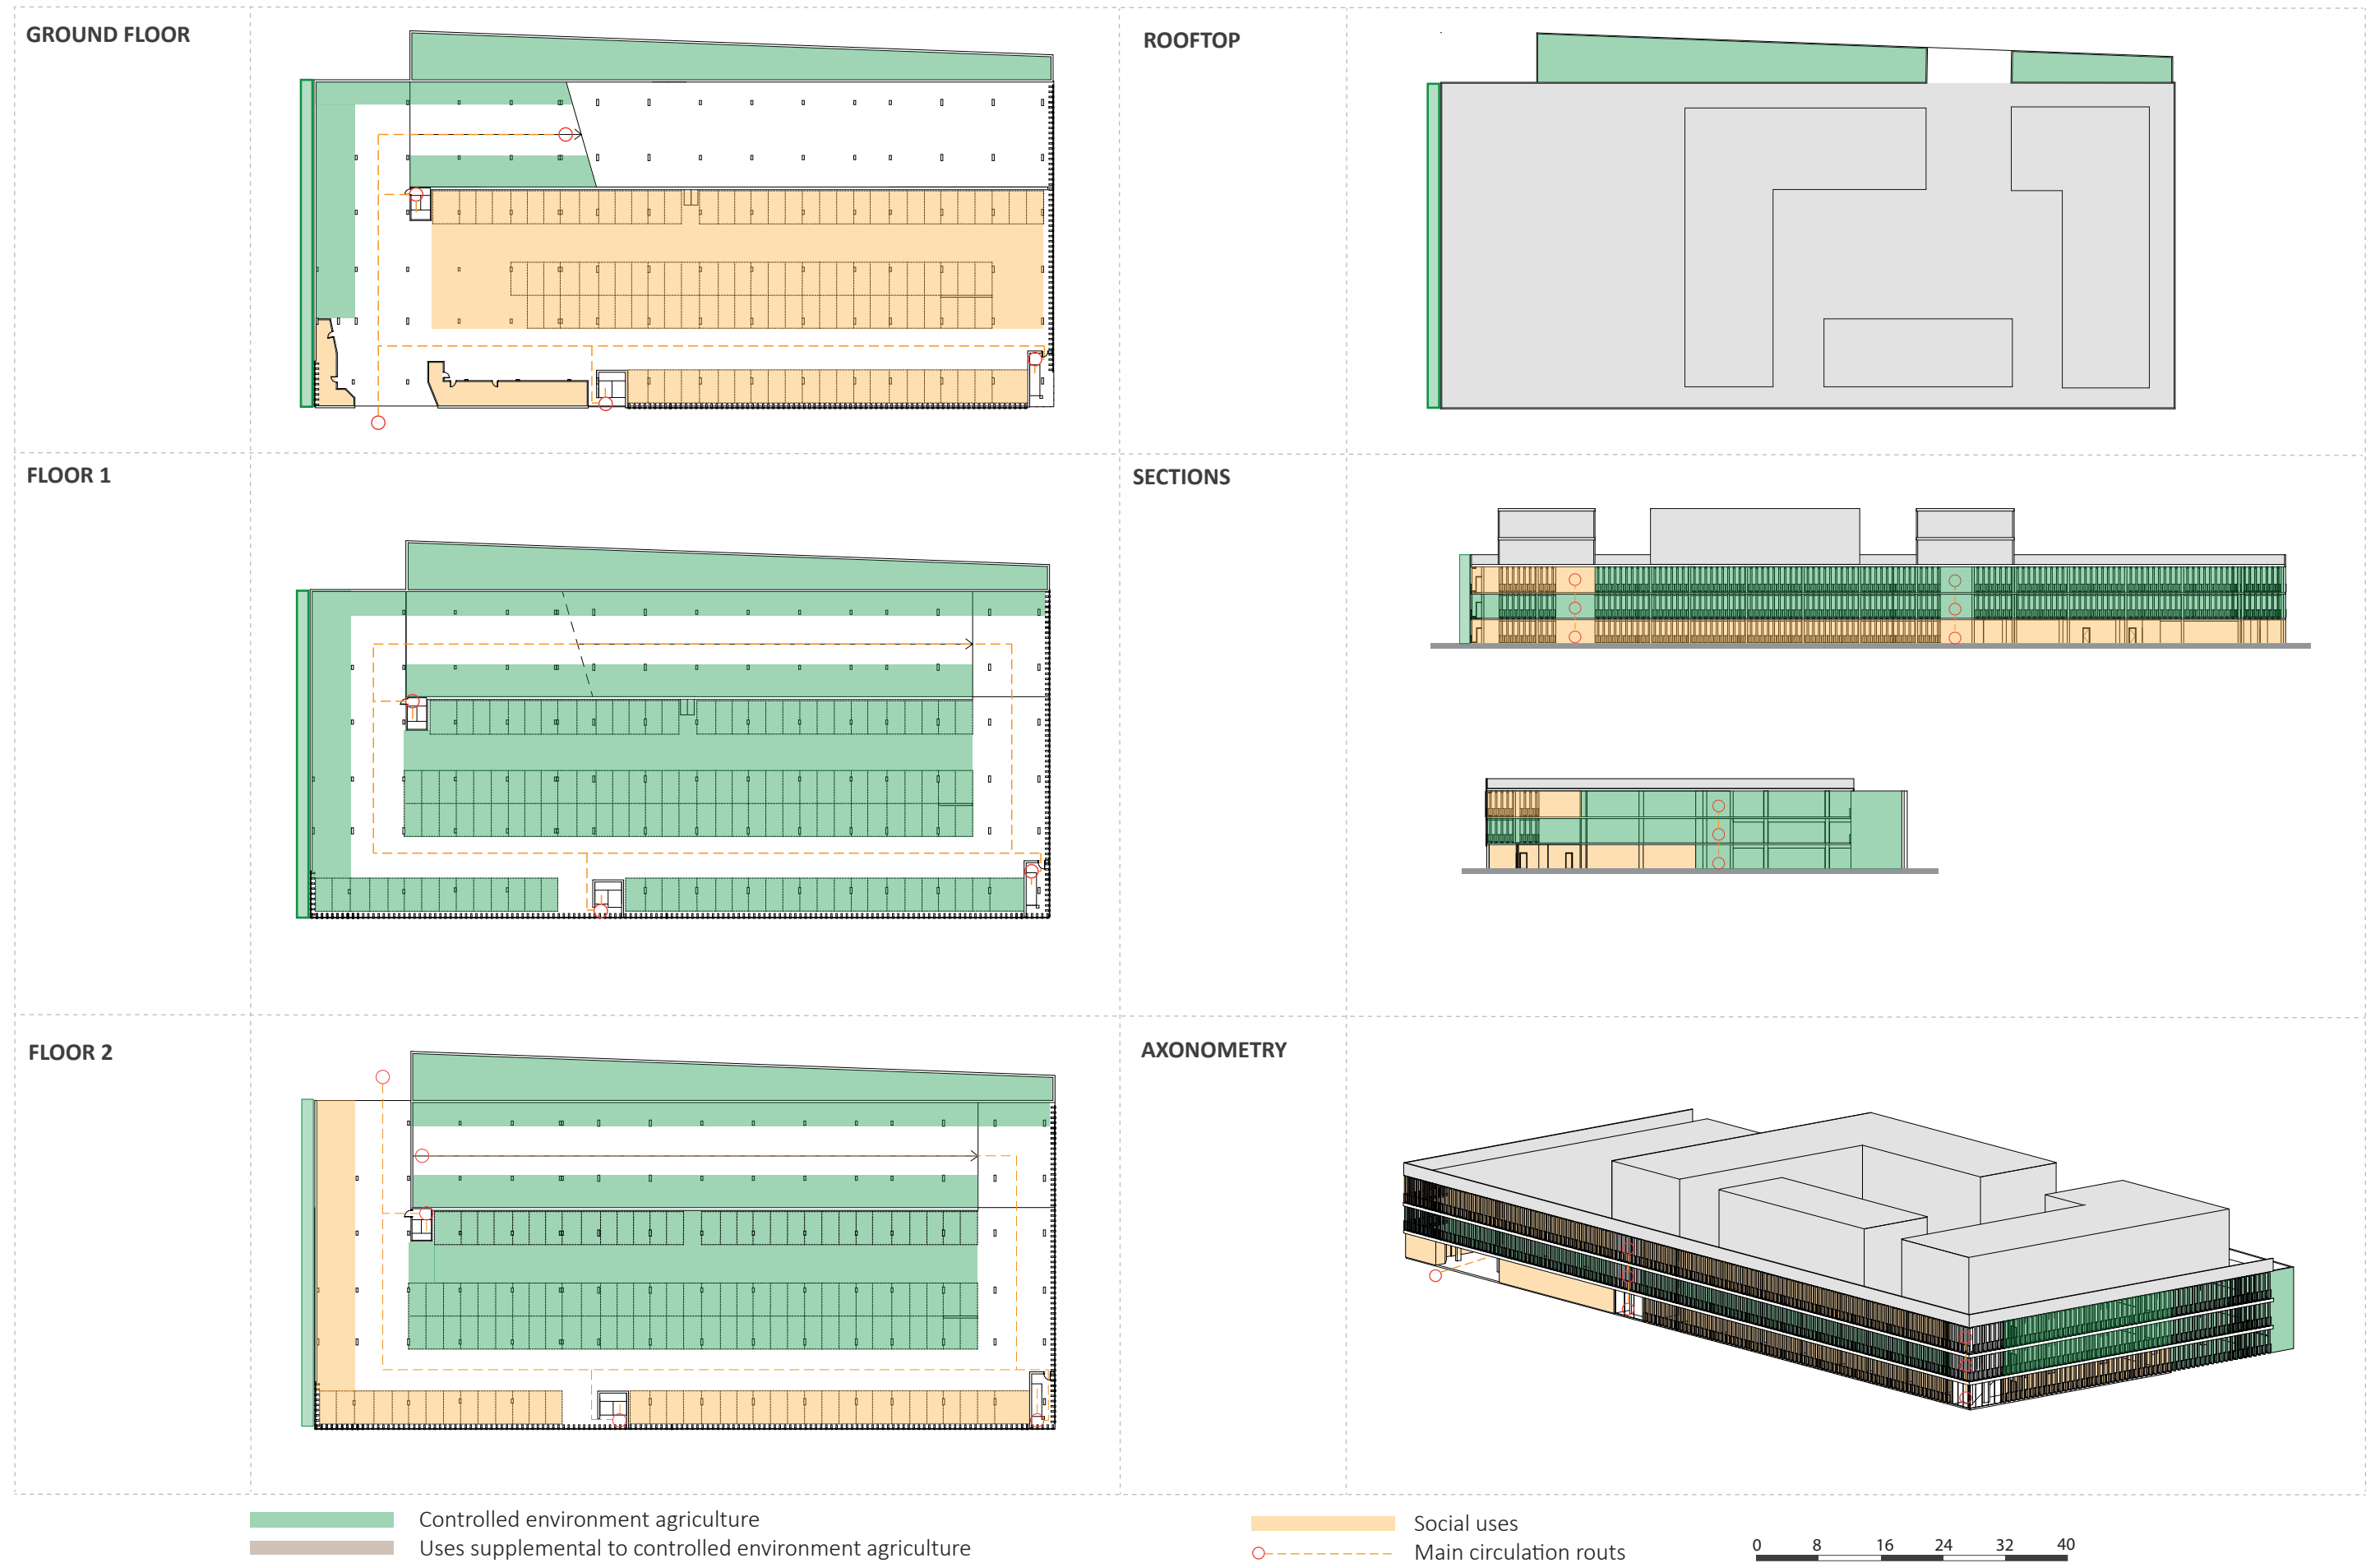 GROUND FLOOR
ROOFTOP
FLOOR 1
SECTIONS
FLOOR 2
AXONOMETRY
Controlled environment agriculture
Uses supplemental to controlled environment agriculture
Social uses
Main circulation routs
0 8 16 24 32 40